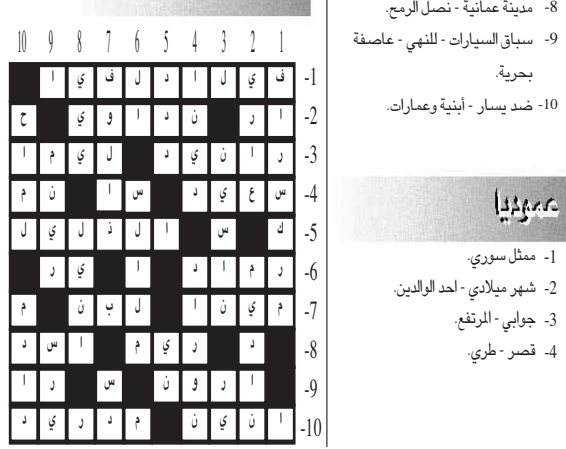 8- مدينة عمانية - نصل الرمح.
9- سباق السيارات - للنهي - عاصفة
بحرية.
10- ضد يسار - أبنية وعمارات.
عموديا
1- ممثل سوري.
2- شهر ميلادي - احد الوالدين.
3- جوابي - المرتفع.
4- قصر - طري.
1 2 3 4 5 6 7 8 9 10
1- ف ي ل ا د ل ف ي ا
2- ا ر ن د ا و ي ح
3- ر ا ن ي د ل ي م ا
4- س ع ي د س ا ن م
5- ك س ا ل ذ ل ي ل
6- ر م ا د ا ي ر
7- م ي ن ا ل ب ن م
8- د ر ي م ا س د
9- ا ر و ن س ر ا
10- ا ن ي ن م د ر ي د